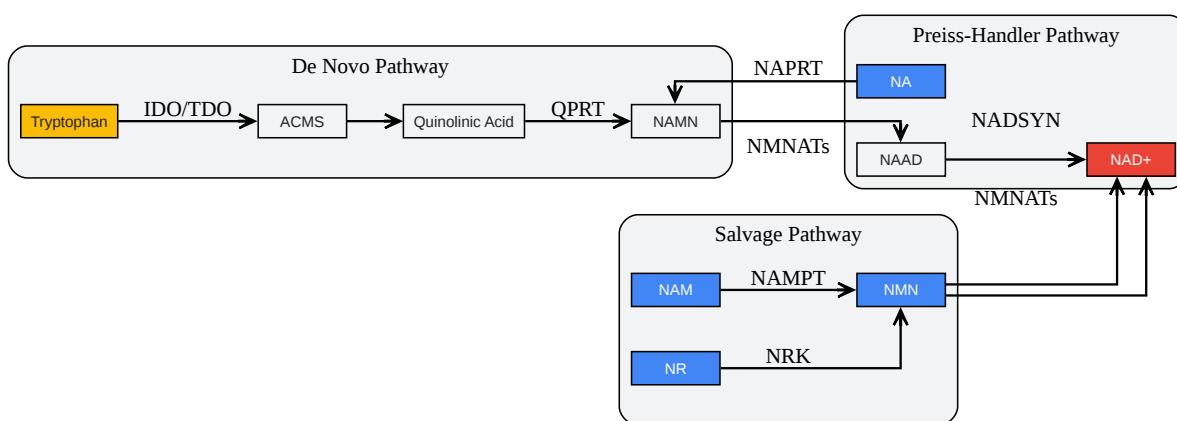 Preiss-Handler Pathway
De Novo Pathway
NAPRT
NA
Tryptophan
IDO/TDO
ACMS
Quinolinic Acid
QPRT
NAMN
NMNATs
NAAD
NADSYN
NAD+
NMNATs
Salvage Pathway
NAM
NAMPT
NMN
NR
NRK